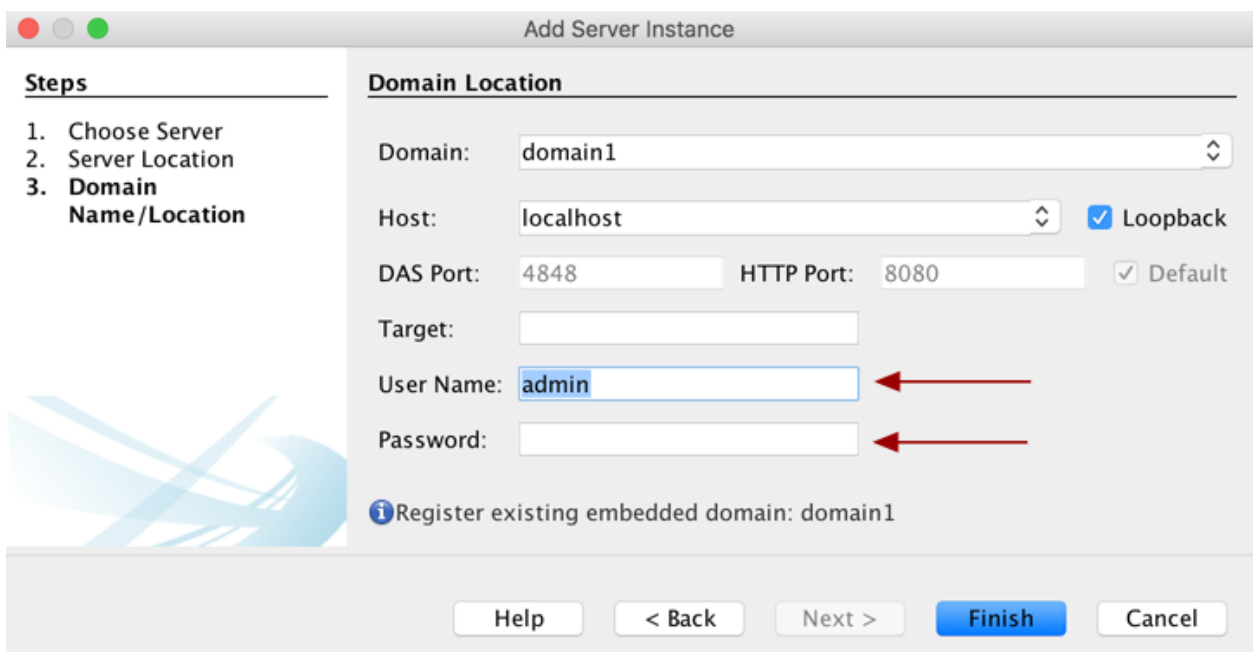 Add Server Instance
Steps
1. Choose Server
2. Server Location
3. Domain
Name/Location
Domain Location
Domain: domain1
Host: localhost Loopback
DAS Port: 4848 HTTP Port: 8080 Default
Target:
User Name: admin
Password:
Register existing embedded domain: domain1
Help < Back Next > Finish Cancel